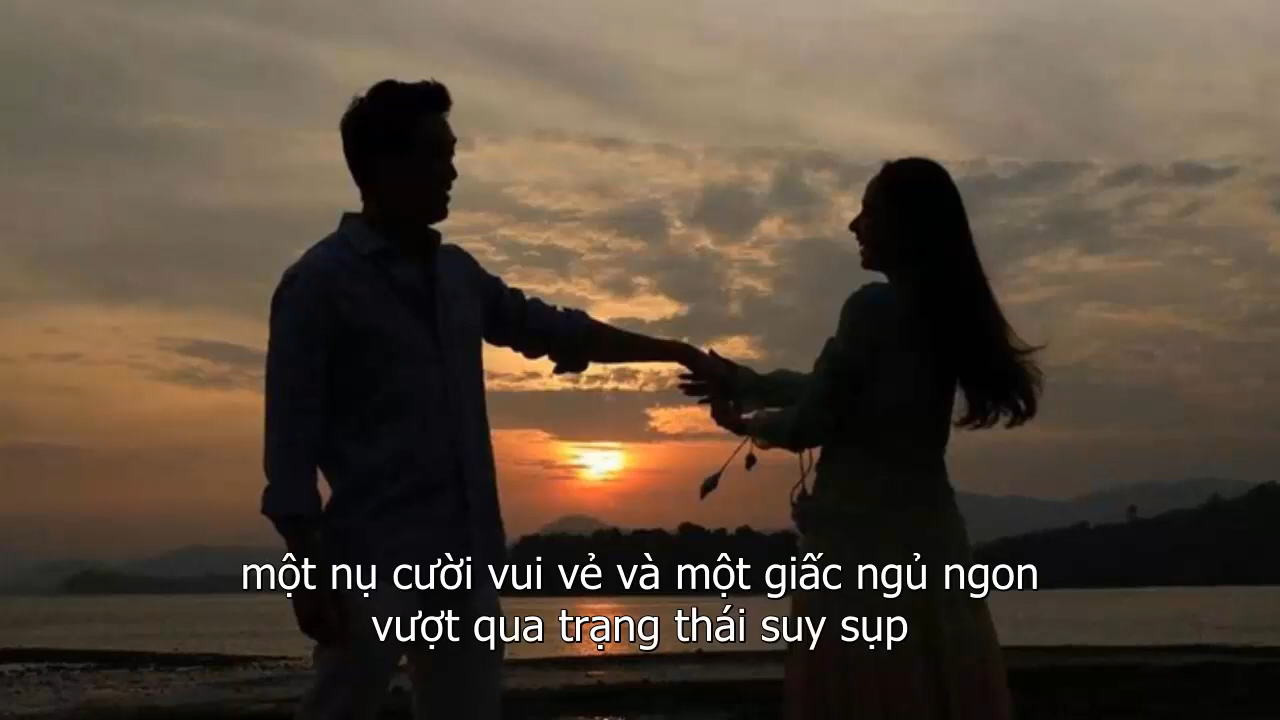 một nụ cười vui vẻ và một giấc ngủ ngon
vượt qua trạng thái suy sụp